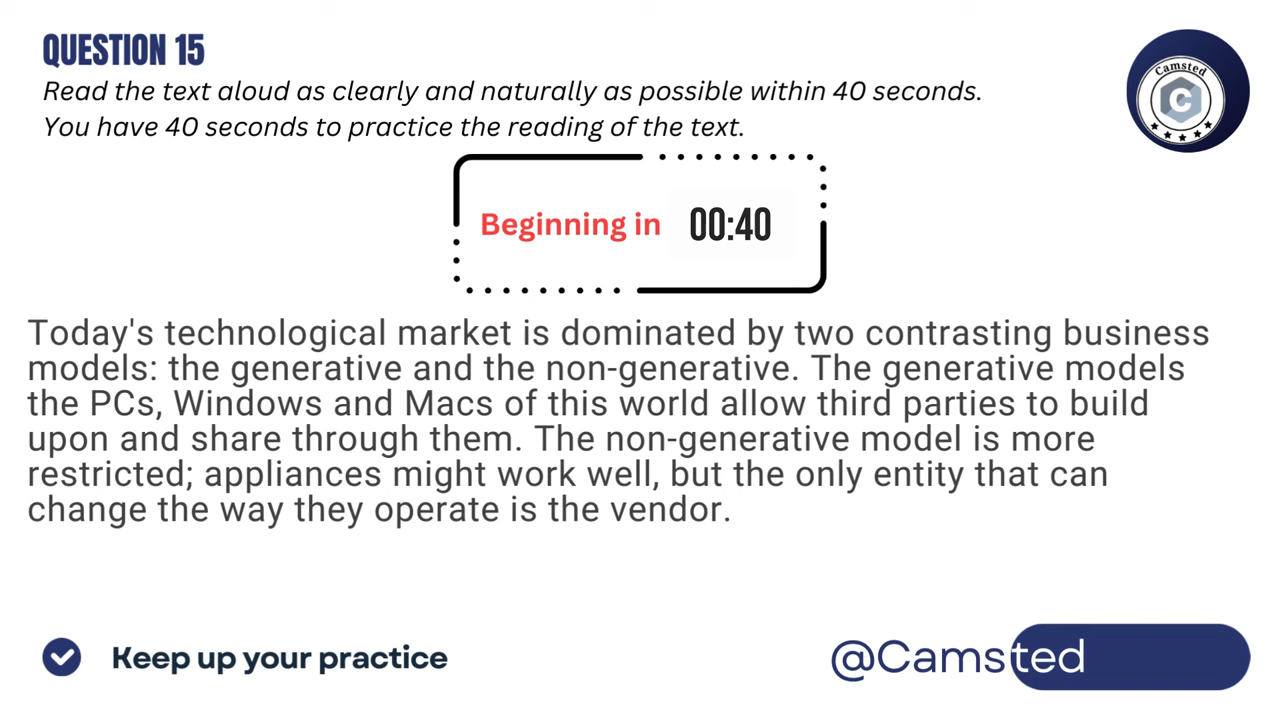 QUESTION 15
Read the text aloud as clearly and naturally as possible within 40 seconds.
You have 40 seconds to practice the reading of the text.
Camsted
C
Beginning in 00:40
Today's technological market is dominated by two contrasting business
models: the generative and the non-generative. The generative models
the PCs, Windows and Macs of this world allow third parties to build
upon and share through them. The non-generative model is more
restricted; appliances might work well, but the only entity that can
change the way they operate is the vendor.
Keep up your practice
@Camsted